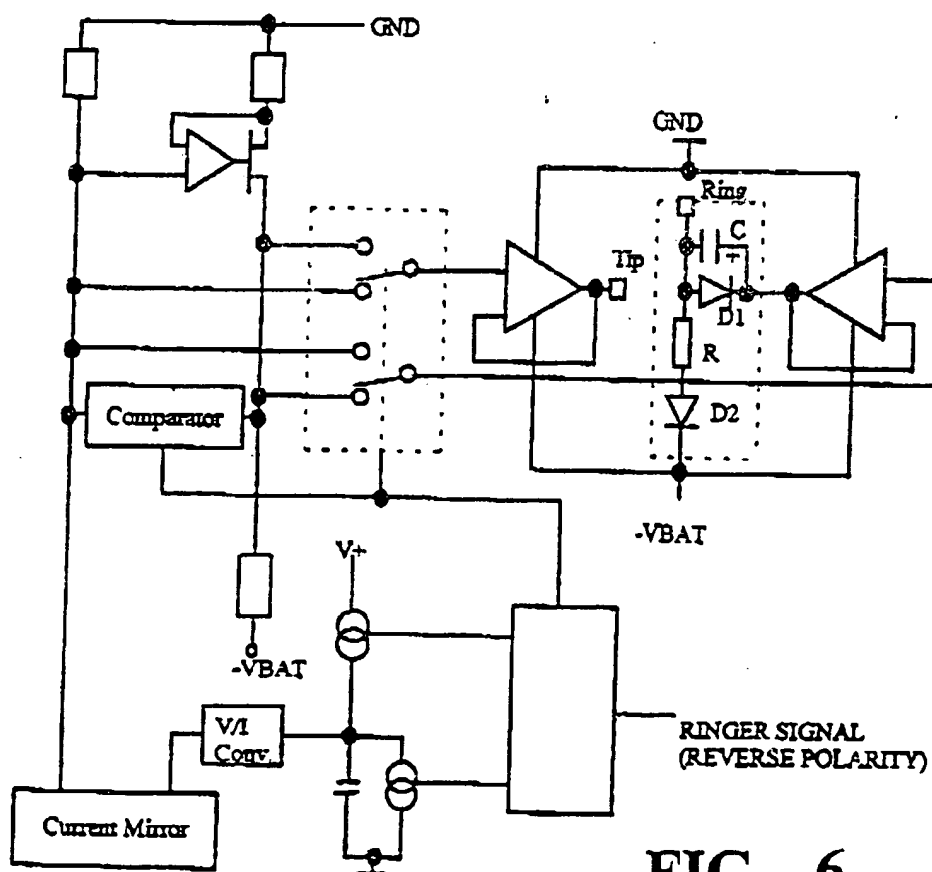 GND
GND
Ring
C
+
Tip
D1
R
Comparator
D2
-VBAT
V+
-VBAT
V/I
Conv.
RINGER SIGNAL
(REVERSE POLARITY)
Current Mirror
FIG. 6